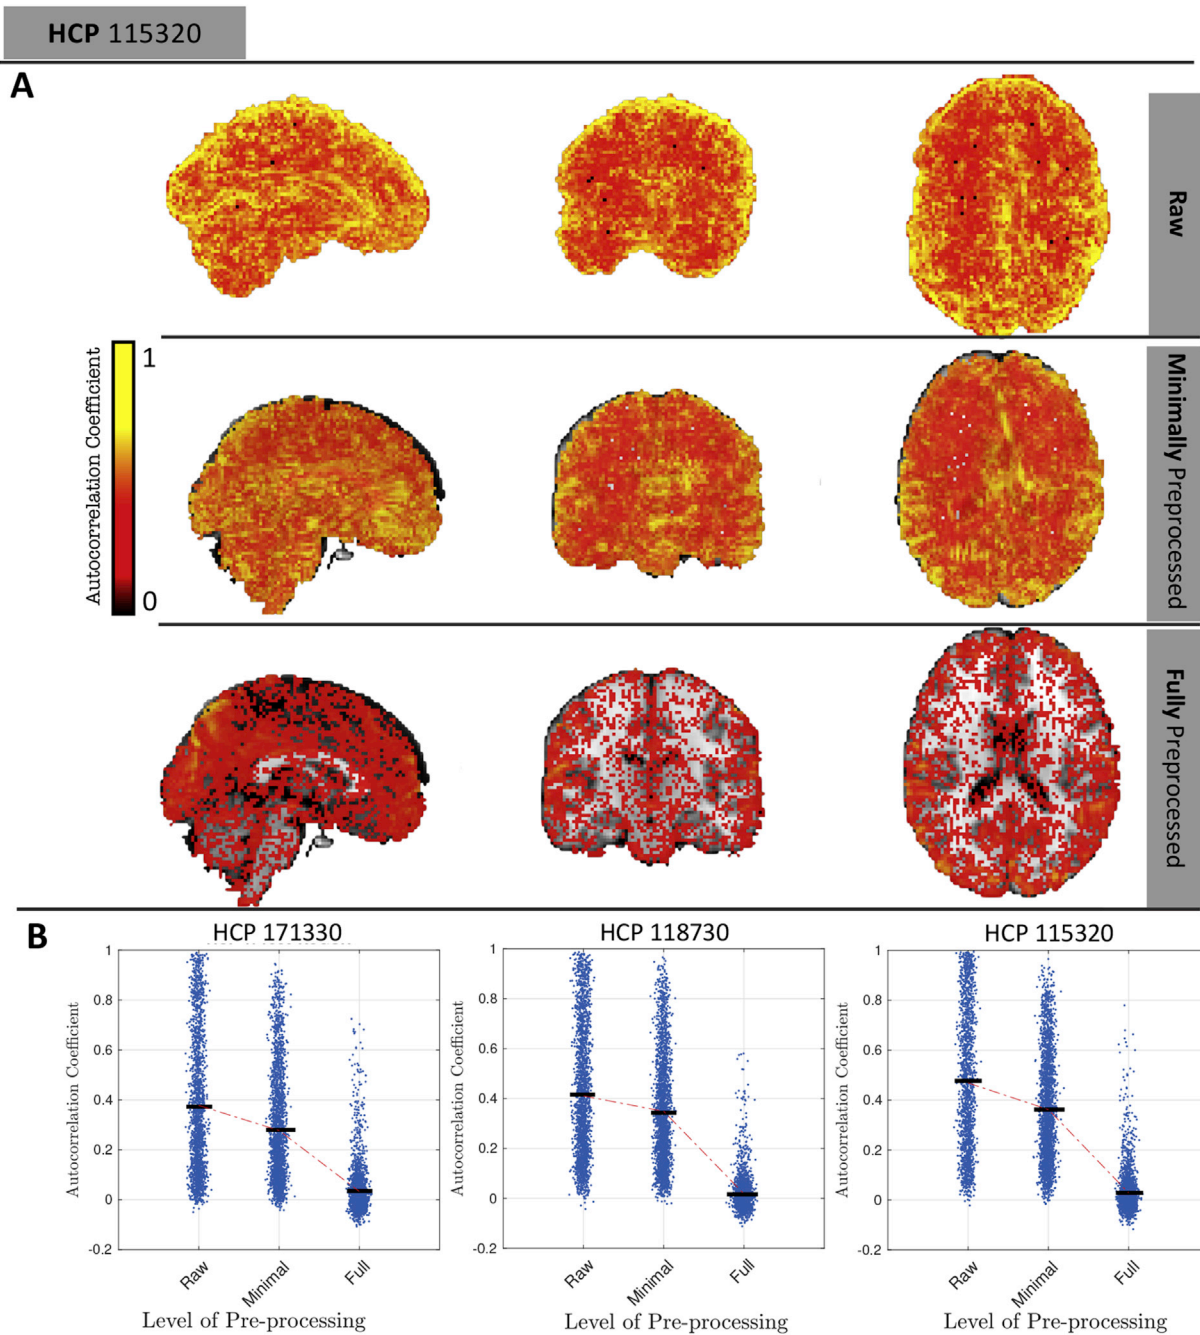 HCP 115320
A
Raw
Autocorrelation Coefficient
1
0
Minimally Preprocessed
Fully Preprocessed
B
HCP 171330
HCP 118730
HCP 115320
Autocorrelation Coefficient
1
0.8
0.6
0.4
0.2
0
-0.2
Raw
Minimal
Full
Level of Pre-processing
Autocorrelation Coefficient
1
0.8
0.6
0.4
0.2
0
-0.2
Raw
Minimal
Full
Level of Pre-processing
Autocorrelation Coefficient
1
0.8
0.6
0.4
0.2
0
-0.2
Raw
Minimal
Full
Level of Pre-processing